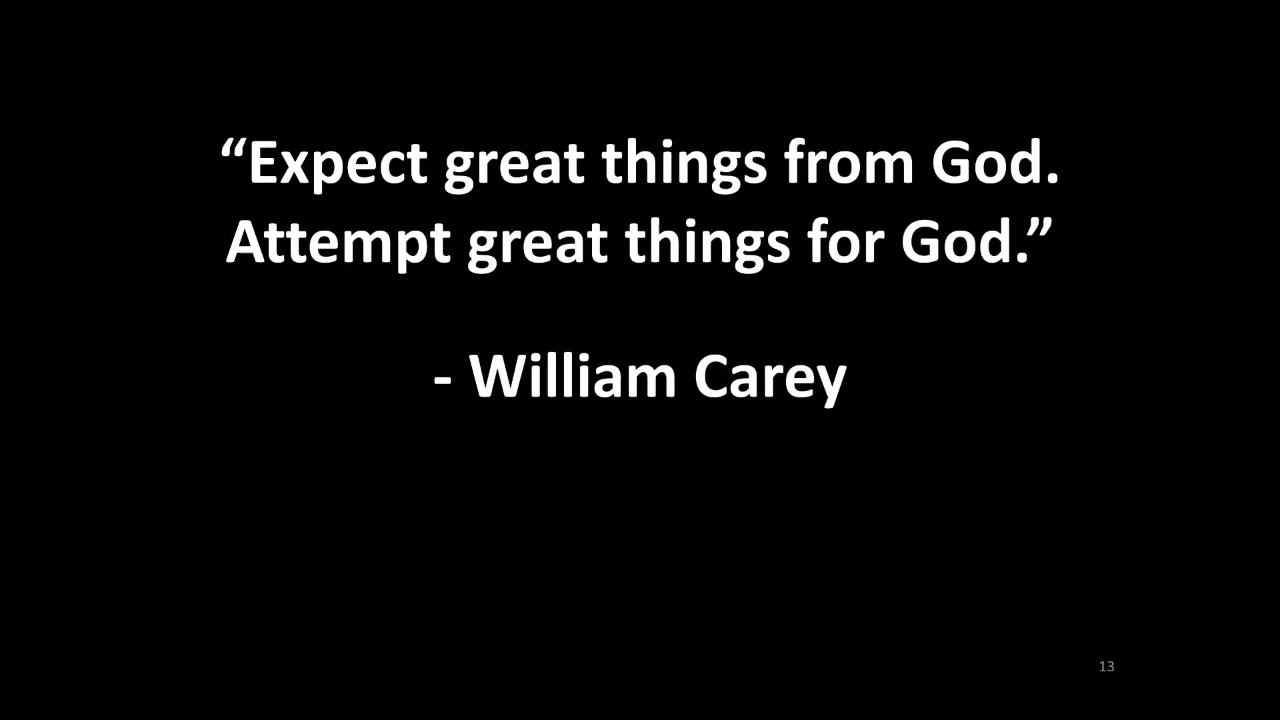 “Expect great things from God.
Attempt great things for God.”
- William Carey
13